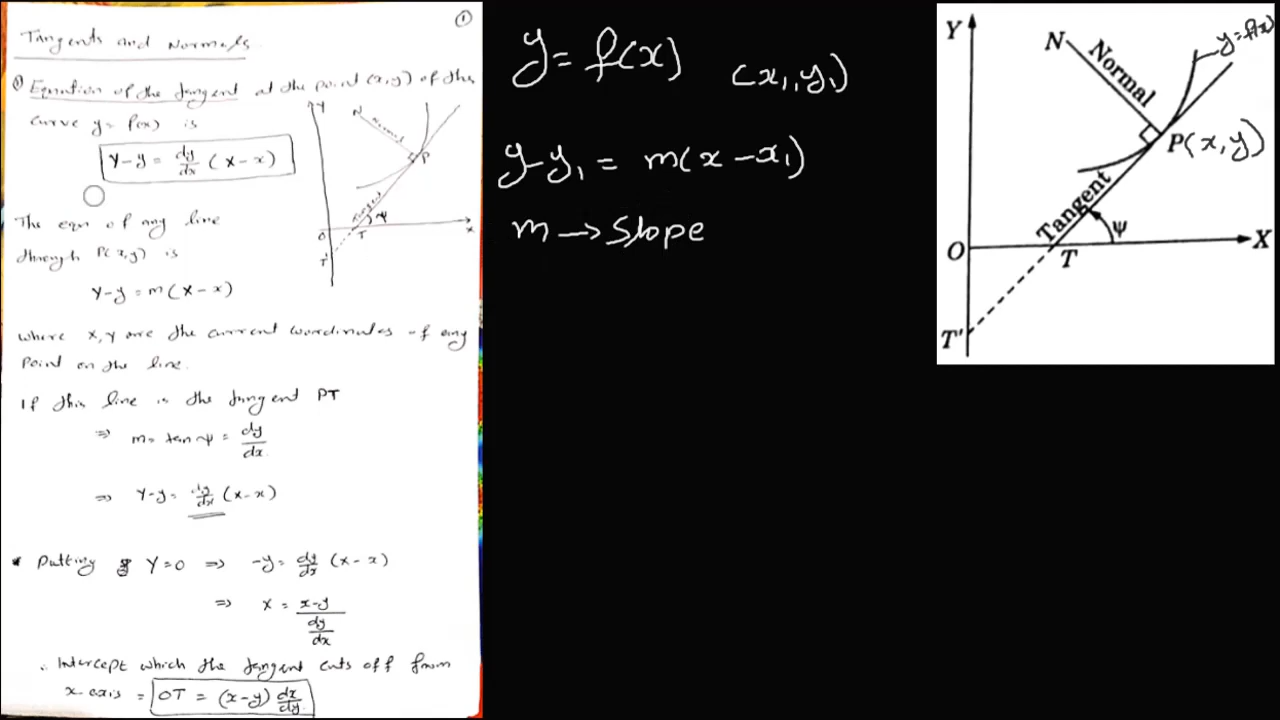 ①
Tangents and Normals
① Equation of the tangent at the point (x,y) of the
curve y= f(x) is
Y-y = dy/dx (X-x)
Y
N
Normal
P
Tangent
ψ
O
T
X
T'
The eqn of any line
through P(x,y) is
Y-y = m(X-x)
where X,Y are the current coordinates of any
Point on the line.
If this line is the tangent PT
⇒ m= tan ψ = dy/dx
⇒ Y-y= dy/dx (X-x)
* Putting Y=0 ⇒ -y= dy/dx (X-x)
⇒ X = x-y / dy/dx
∴ Intercept which the tangent cuts off from
x-axis = OT = (x-y) dx/dy
y = f(x) (x₁,y₁)
y-y₁ = m(x-x₁)
m → Slope
Y
N
Normal
y=f(x)
P(x,y)
Tangent
ψ
O
T
X
T'